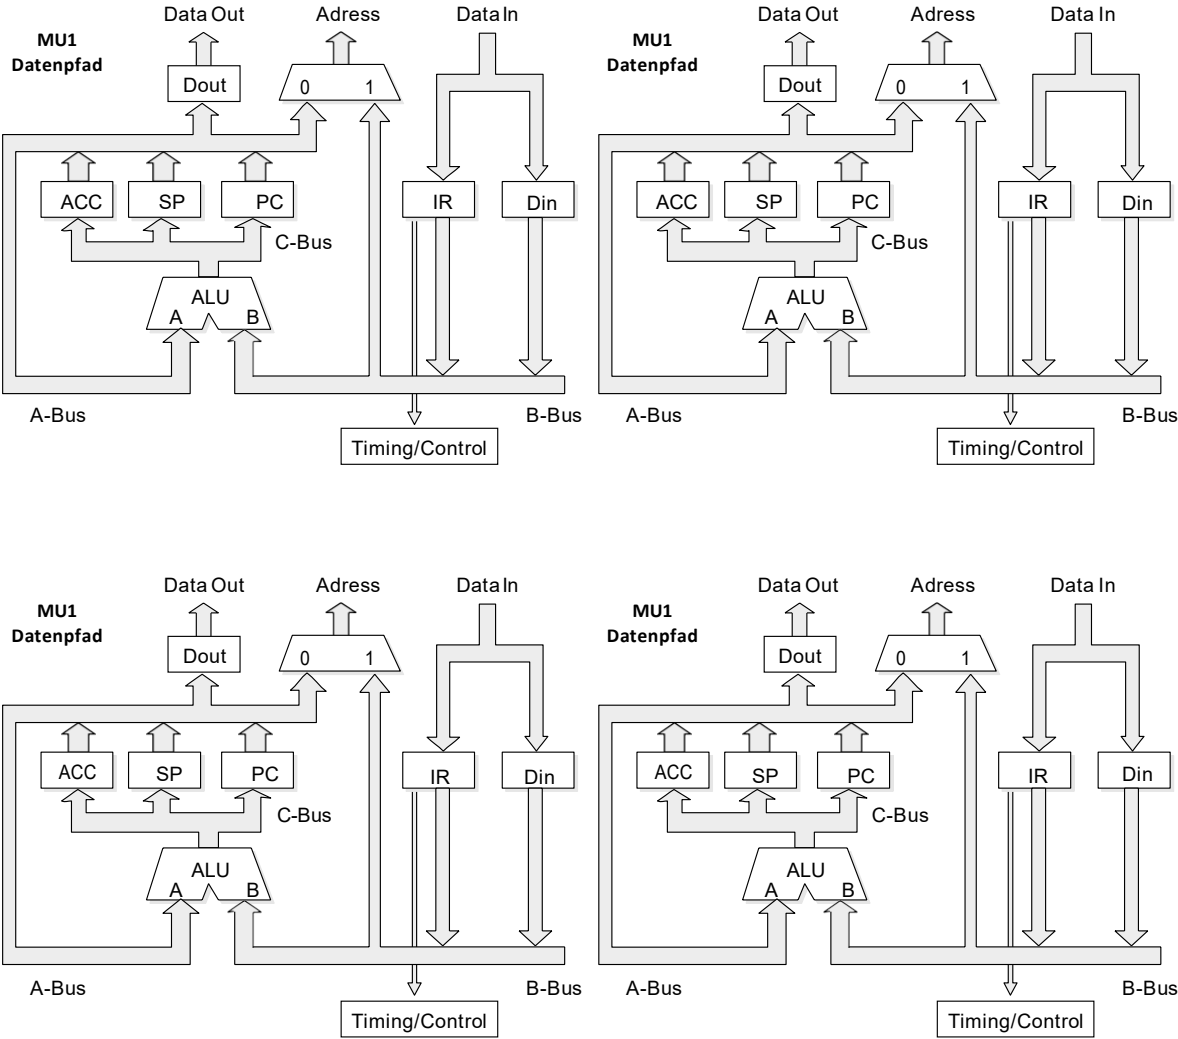 Data Out Adress Data In Data Out Adress Data In
MU1 MU1
Datenpfad Datenpfad
Dout 0 1 Dout 0 1
ACC SP PC IR Din ACC SP PC IR Din
C-Bus C-Bus
ALU ALU
A B A B
A-Bus B-Bus A-Bus B-Bus
Timing/Control Timing/Control
Data Out Adress Data In Data Out Adress Data In
MU1 MU1
Datenpfad Datenpfad
Dout 0 1 Dout 0 1
ACC SP PC IR Din ACC SP PC IR Din
C-Bus C-Bus
ALU ALU
A B A B
A-Bus B-Bus A-Bus B-Bus
Timing/Control Timing/Control